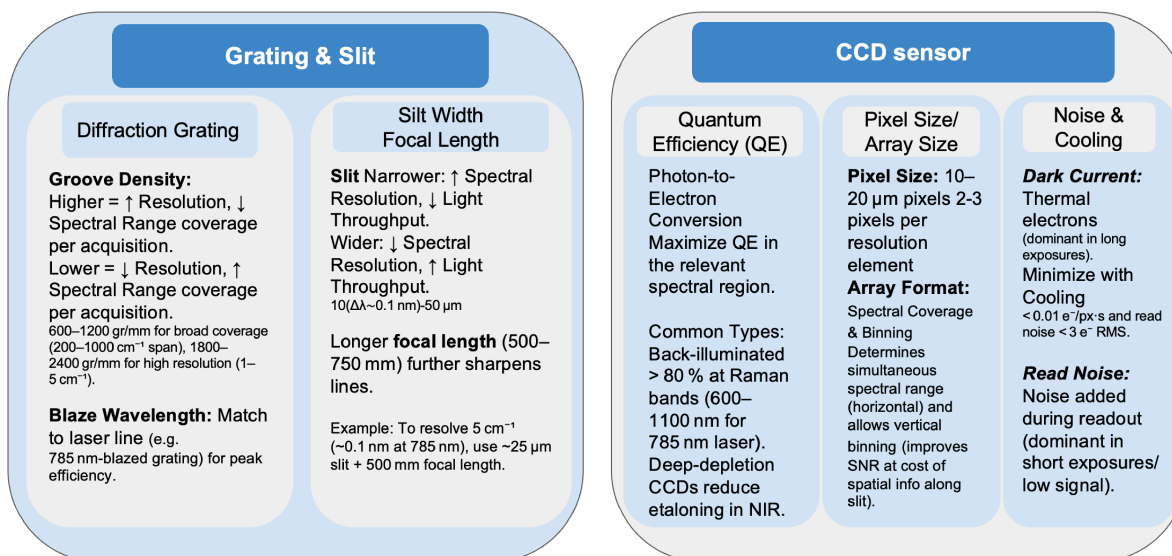 Grating & Slit
Diffraction Grating
Groove Density:
Higher = ↑ Resolution, ↓
Spectral Range coverage
per acquisition.
Lower = ↓ Resolution, ↑
Spectral Range coverage
per acquisition.
600–1200 gr/mm for broad coverage
(200–1000 cm⁻¹ span), 1800–
2400 gr/mm for high resolution (1–
5 cm⁻¹).
Blaze Wavelength: Match
to laser line (e.g.
785 nm-blazed grating) for peak
efficiency.
Silt Width
Focal Length
Slit Narrower: ↑ Spectral
Resolution, ↓ Light
Throughput.
Wider: ↓ Spectral
Resolution, ↑ Light
Throughput.
10(Δλ~0.1 nm)-50 μm
Longer focal length (500–
750 mm) further sharpens
lines.
Example: To resolve 5 cm⁻¹
(~0.1 nm at 785 nm), use ~25 μm
slit + 500 mm focal length.
CCD sensor
Quantum
Efficiency (QE)
Photon-to-
Electron
Conversion
Maximize QE in
the relevant
spectral region.
Common Types:
Back-illuminated
> 80 % at Raman
bands (600–
1100 nm for
785 nm laser).
Deep-depletion
CCDs reduce
etaloning in NIR.
Pixel Size/
Array Size
Pixel Size: 10–
20 μm pixels 2-3
pixels per
resolution
element
Array Format:
Spectral Coverage
& Binning
Determines
simultaneous
spectral range
(horizontal) and
allows vertical
binning (improves
SNR at cost of
spatial info along
slit).
Noise &
Cooling
Dark Current:
Thermal
electrons
(dominant in long
exposures).
Minimize with
Cooling
< 0.01 e⁻/px·s and read
noise < 3 e⁻ RMS.
Read Noise:
Noise added
during readout
(dominant in
short exposures/
low signal).